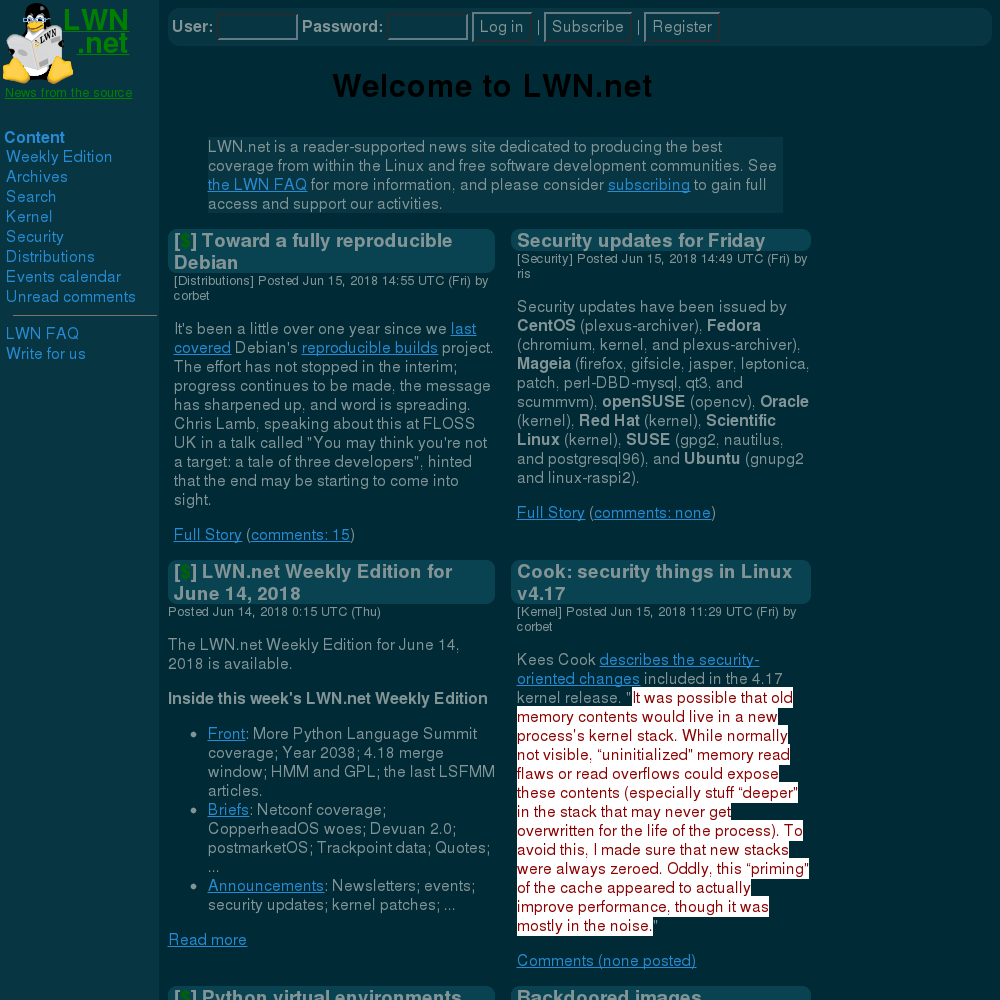 LWN
.net
News from the source
User: Password: Log in | Subscribe | Register
Content
Weekly Edition
Archives
Search
Kernel
Security
Distributions
Events calendar
Unread comments
LWN FAQ
Write for us
Welcome to LWN.net
LWN.net is a reader-supported news site dedicated to producing the best
coverage from within the Linux and free software development communities. See
the LWN FAQ for more information, and please consider subscribing to gain full
access and support our activities.
[$] Toward a fully reproducible
Debian
[Distributions] Posted Jun 15, 2018 14:55 UTC (Fri) by
corbet
It's been a little over one year since we last
covered Debian's reproducible builds project.
The effort has not stopped in the interim;
progress continues to be made, the message
has sharpened up, and word is spreading.
Chris Lamb, speaking about this at FLOSS
UK in a talk called "You may think you're not
a target: a tale of three developers", hinted
that the end may be starting to come into
sight.
Full Story (comments: 15)
Security updates for Friday
[Security] Posted Jun 15, 2018 14:49 UTC (Fri) by
ris
Security updates have been issued by
CentOS (plexus-archiver), Fedora
(chromium, kernel, and plexus-archiver),
Mageia (firefox, gifsicle, jasper, leptonica,
patch, perl-DBD-mysql, qt3, and
scummvm), openSUSE (opencv), Oracle
(kernel), Red Hat (kernel), Scientific
Linux (kernel), SUSE (gpg2, nautilus,
and postgresql96), and Ubuntu (gnupg2
and linux-raspi2).
Full Story (comments: none)
[$] LWN.net Weekly Edition for
June 14, 2018
Posted Jun 14, 2018 0:15 UTC (Thu)
The LWN.net Weekly Edition for June 14,
2018 is available.
Inside this week's LWN.net Weekly Edition
• Front: More Python Language Summit
coverage; Year 2038; 4.18 merge
window; HMM and GPL; the last LSFMM
articles.
• Briefs: Netconf coverage;
CopperheadOS woes; Devuan 2.0;
postmarketOS; Trackpoint data; Quotes;
...
• Announcements: Newsletters; events;
security updates; kernel patches; ...
Read more
Cook: security things in Linux
v4.17
[Kernel] Posted Jun 15, 2018 11:29 UTC (Fri) by
corbet
Kees Cook describes the security-
oriented changes included in the 4.17
kernel release. "It was possible that old
memory contents would live in a new
process's kernel stack. While normally
not visible, “uninitialized” memory read
flaws or read overflows could expose
these contents (especially stuff “deeper”
in the stack that may never get
overwritten for the life of the process). To
avoid this, I made sure that new stacks
were always zeroed. Oddly, this “priming”
of the cache appeared to actually
improve performance, though it was
mostly in the noise."
Comments (none posted)
[$] Python virtual environments
Backdoored images